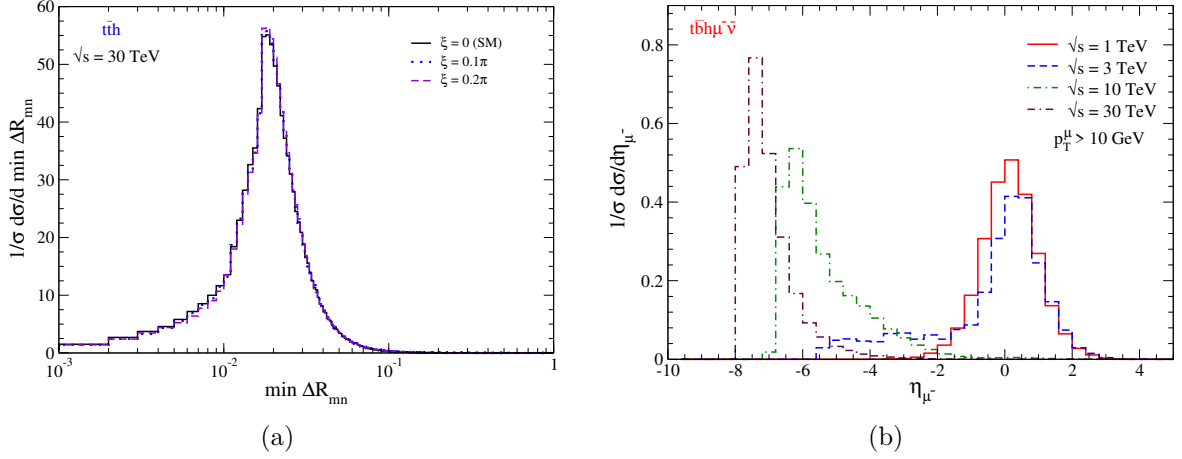 tt̄h
√s = 30 TeV
ξ = 0 (SM)
ξ = 0.1π
ξ = 0.2π
1/σ dσ/d min ΔR_mn
60
50
40
30
20
10
0
10^-3
10^-2
10^-1
1
min ΔR_mn
(a)
tb̄hμ⁻ν̄
√s = 1 TeV
√s = 3 TeV
√s = 10 TeV
√s = 30 TeV
p_T^μ > 10 GeV
1/σ dσ/dη_μ⁻
0.8
0.6
0.4
0.2
0
-10 -8 -6 -4 -2 0 2 4
η_μ⁻
(b)